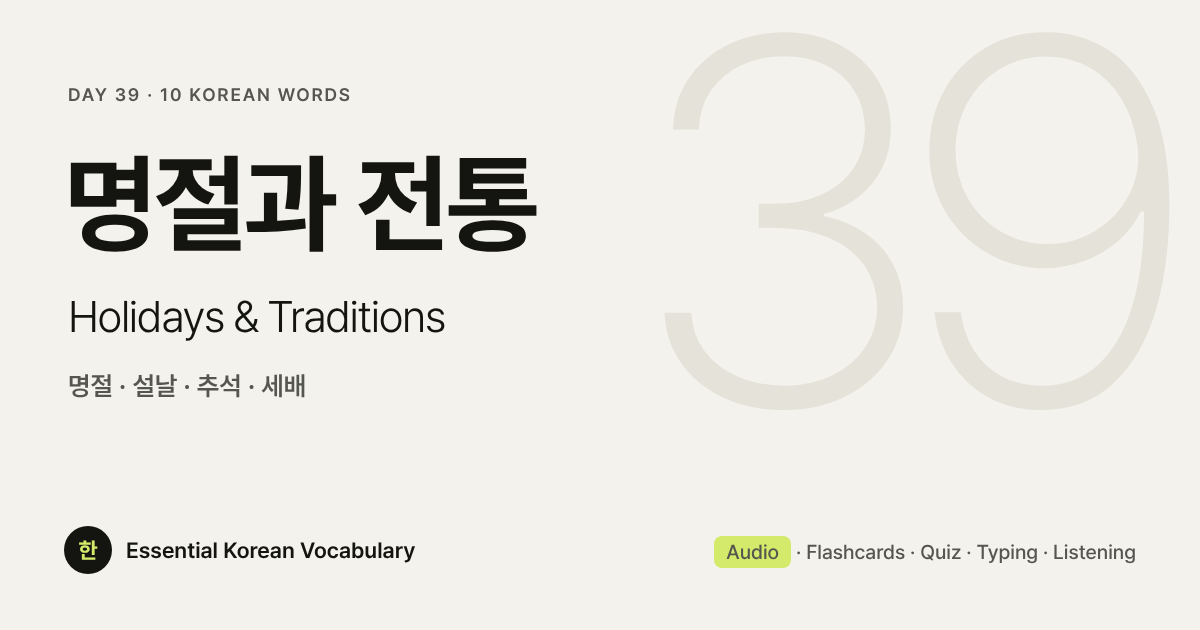 DAY 39 · 10 KOREAN WORDS
39
명절과 전통
Holidays & Traditions
명절 · 설날 · 추석 · 세배
한 Essential Korean Vocabulary
Audio · Flashcards · Quiz · Typing · Listening